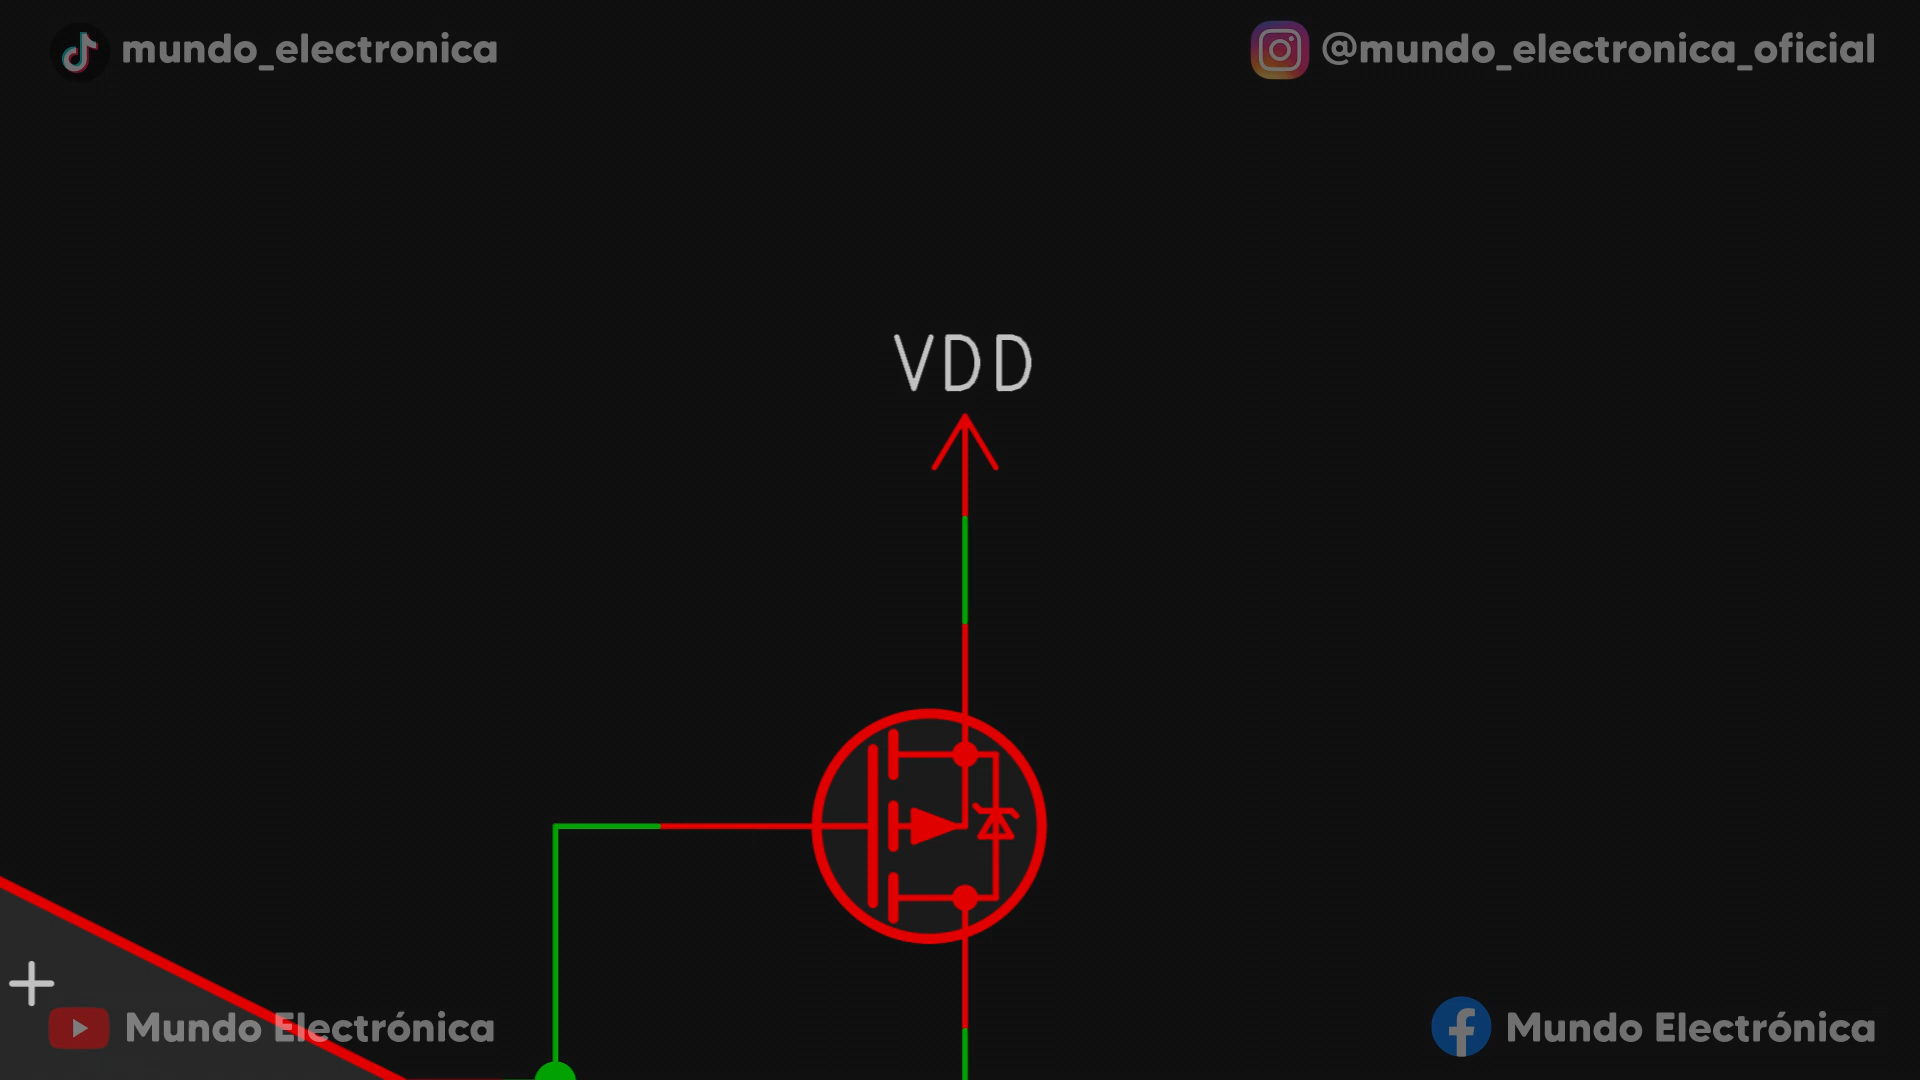 mundo_electronica
@mundo_electronica_oficial
VDD
+
Mundo Electrónica
Mundo Electrónica